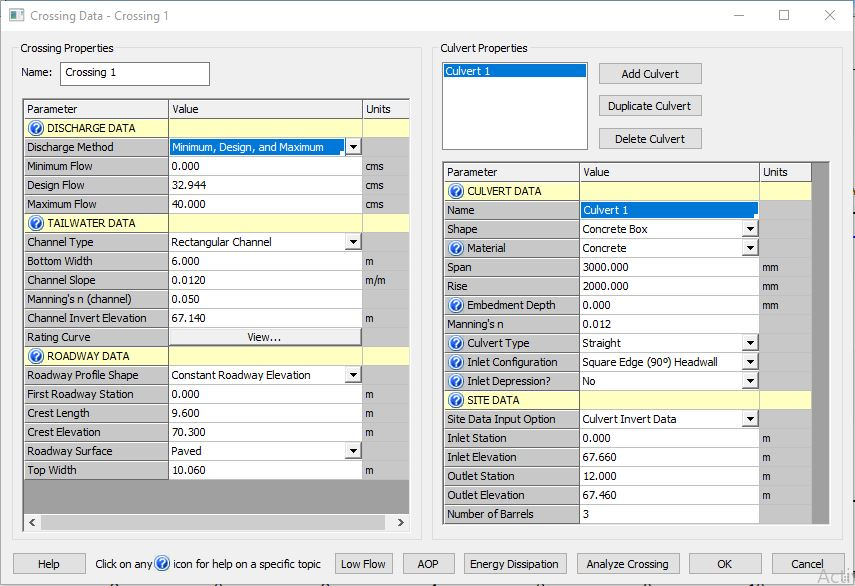 Crossing Data - Crossing 1
Crossing Properties
Name: Crossing 1
Parameter Value Units
DISCHARGE DATA
Discharge Method Minimum, Design, and Maximum
Minimum Flow 0.000 cms
Design Flow 32.944 cms
Maximum Flow 40.000 cms
TAILWATER DATA
Channel Type Rectangular Channel
Bottom Width 6.000 m
Channel Slope 0.0120 m/m
Manning's n (channel) 0.050
Channel Invert Elevation 67.140 m
Rating Curve View...
ROADWAY DATA
Roadway Profile Shape Constant Roadway Elevation
First Roadway Station 0.000 m
Crest Length 9.600 m
Crest Elevation 70.300 m
Roadway Surface Paved
Top Width 10.060 m
Culvert Properties
Culvert 1
Add Culvert
Duplicate Culvert
Delete Culvert
Parameter Value Units
CULVERT DATA
Name Culvert 1
Shape Concrete Box
Material Concrete
Span 3000.000 mm
Rise 2000.000 mm
Embedment Depth 0.000 mm
Manning's n 0.012
Culvert Type Straight
Inlet Configuration Square Edge (90º) Headwall
Inlet Depression? No
SITE DATA
Site Data Input Option Culvert Invert Data
Inlet Station 0.000 m
Inlet Elevation 67.660 m
Outlet Station 12.000 m
Outlet Elevation 67.460 m
Number of Barrels 3
Help Click on any icon for help on a specific topic Low Flow AOP Energy Dissipation Analyze Crossing OK Cancel